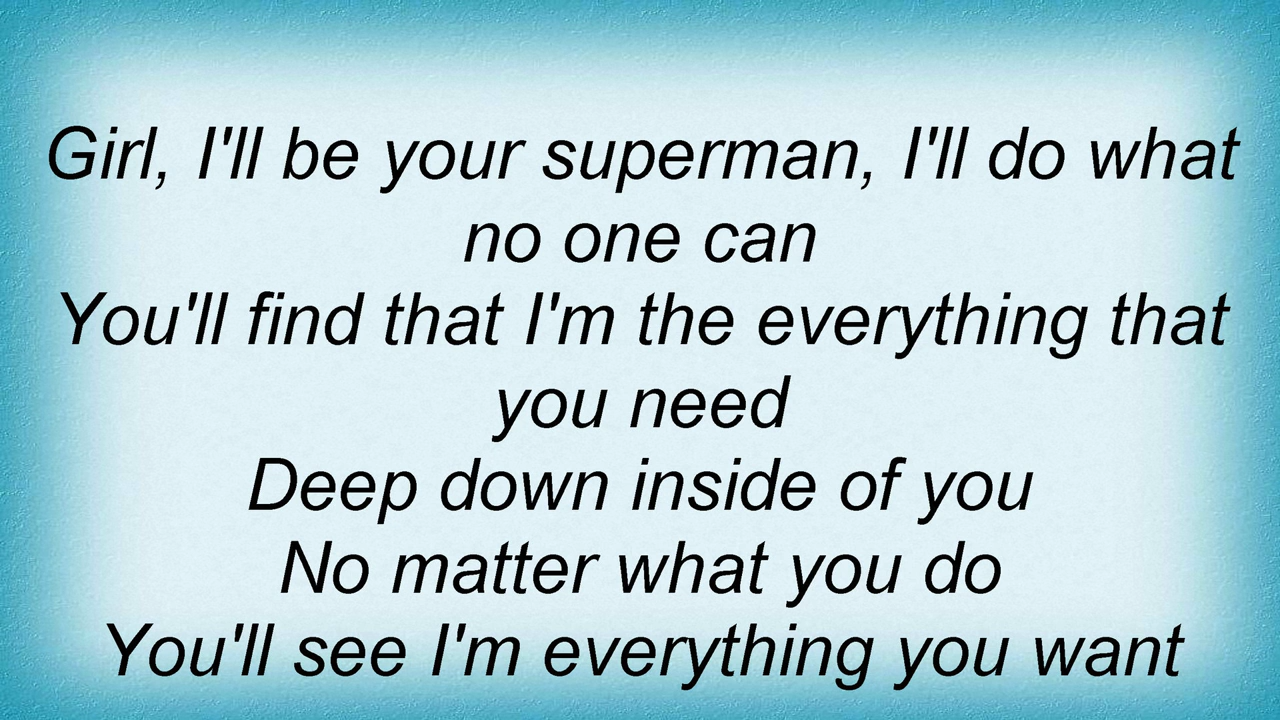 Girl, I'll be your superman, I'll do what
no one can
You'll find that I'm the everything that
you need
Deep down inside of you
No matter what you do
You'll see I'm everything you want